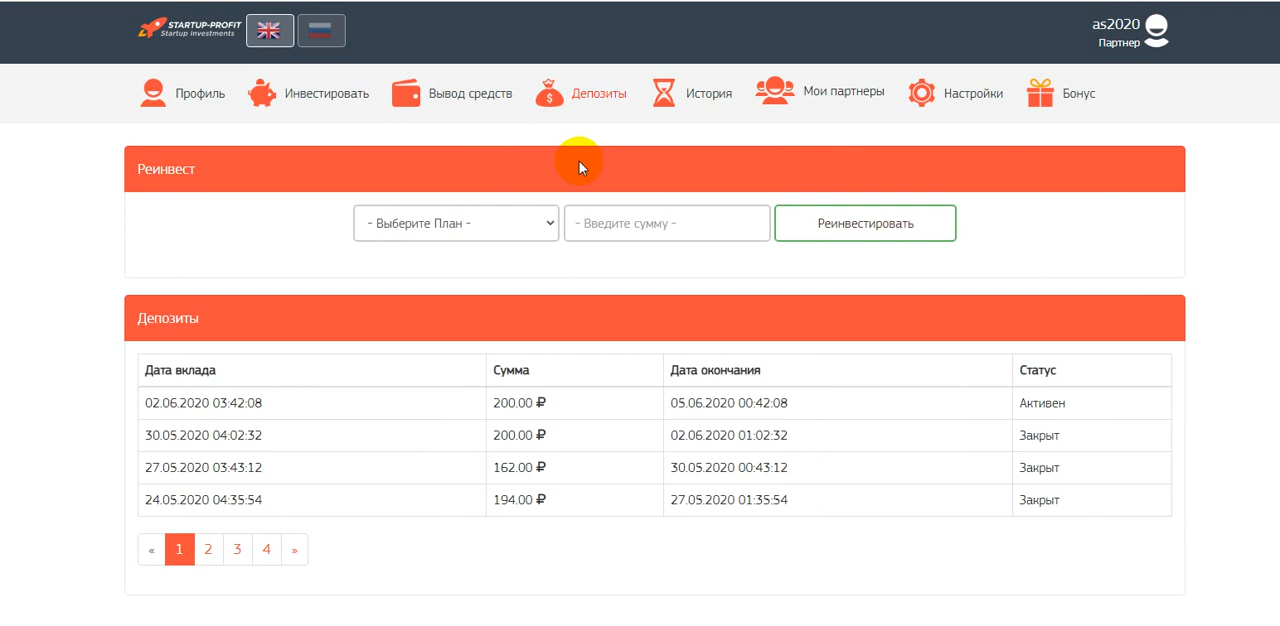 STARTUP-PROFIT
Startup Investments
as2020
Партнер
Профиль Инвестировать Вывод средств Депозиты История Мои партнеры Настройки Бонус
Реинвест
- Выберите План - - Введите сумму - Реинвестировать
Депозиты
Дата вклада Сумма Дата окончания Статус
02.06.2020 03:42:08 200.00 ₽ 05.06.2020 00:42:08 Активен
30.05.2020 04:02:32 200.00 ₽ 02.06.2020 01:02:32 Закрыт
27.05.2020 03:43:12 162.00 ₽ 30.05.2020 00:43:12 Закрыт
24.05.2020 04:35:54 194.00 ₽ 27.05.2020 01:35:54 Закрыт
« 1 2 3 4 »